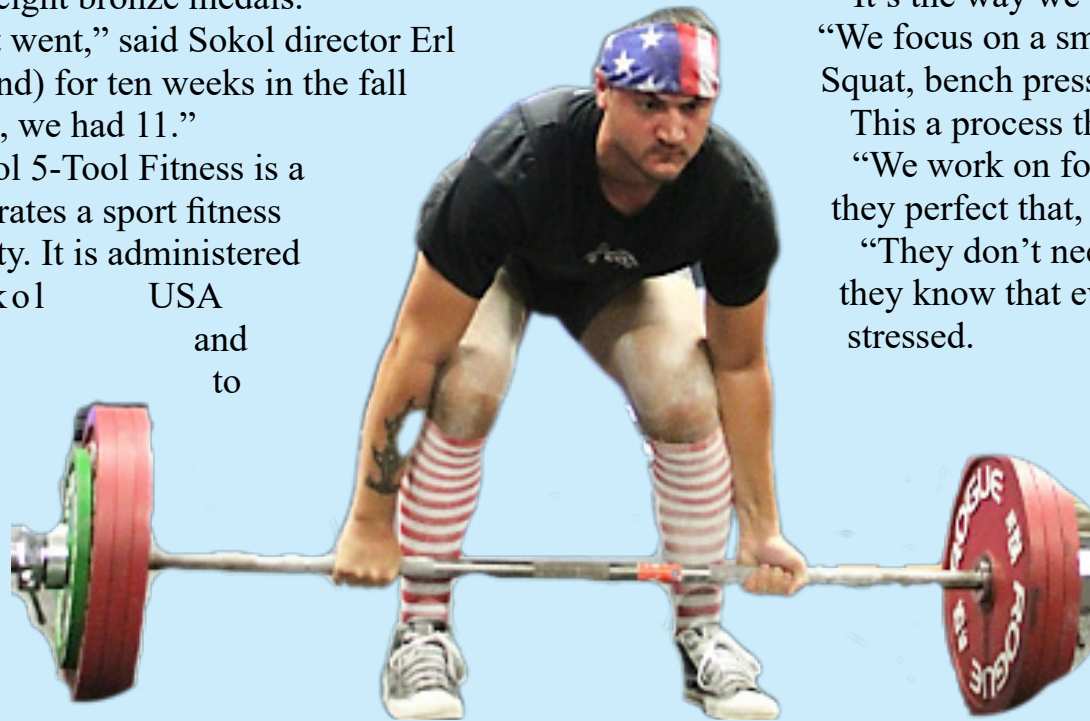 eight bronze medals.
went,” said Sokol director Erl
nd) for ten weeks in the fall
, we had 11.”
ol 5-Tool Fitness is a
rates a sport fitness
ty. It is administered
kol USA
and
to
It’s the way we
“We focus on a sm
Squat, bench press
This a process th
“We work on fo
they perfect that,
“They don’t nee
they know that ev
stressed.
ROGUE
ROGUE